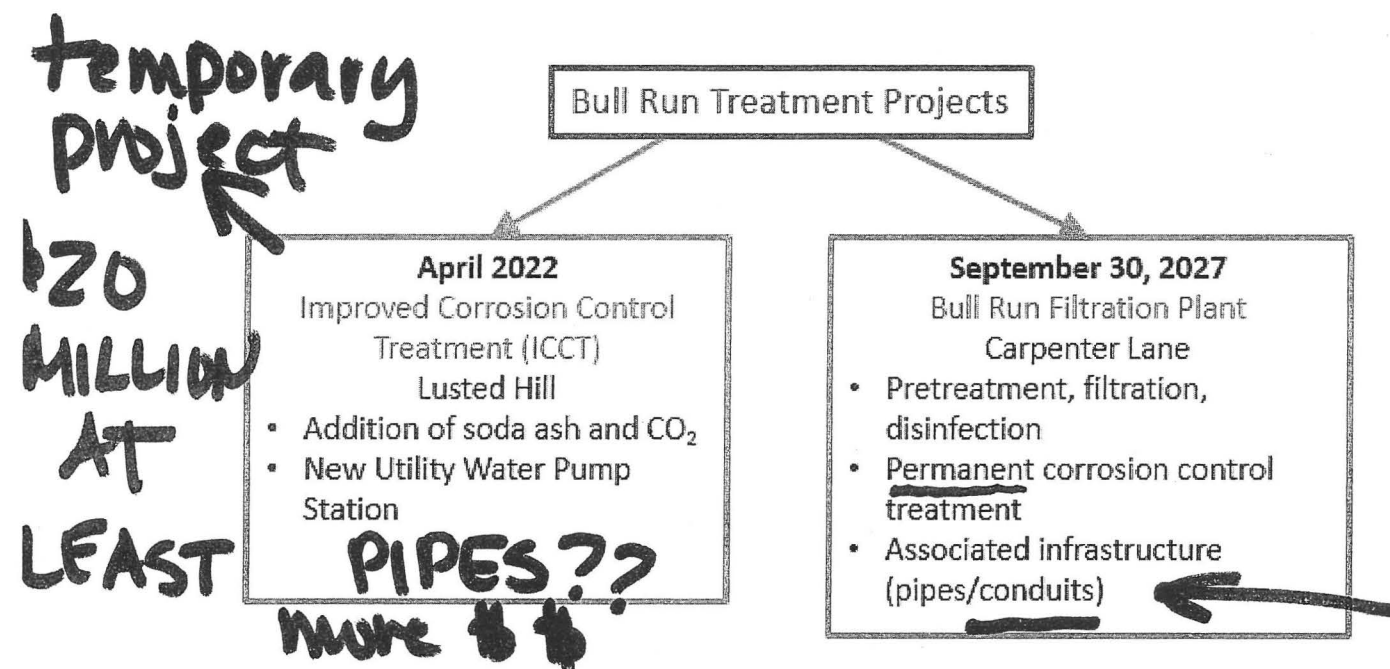 temporary
project
$20
MILLION
AT
LEAST
Bull Run Treatment Projects
April 2022
Improved Corrosion Control
Treatment (ICCT)
Lusted Hill
• Addition of soda ash and CO₂
• New Utility Water Pump
Station
PIPES??
more $ $
September 30, 2027
Bull Run Filtration Plant
Carpenter Lane
• Pretreatment, filtration,
disinfection
• Permanent corrosion control
treatment
• Associated infrastructure
(pipes/conduits)